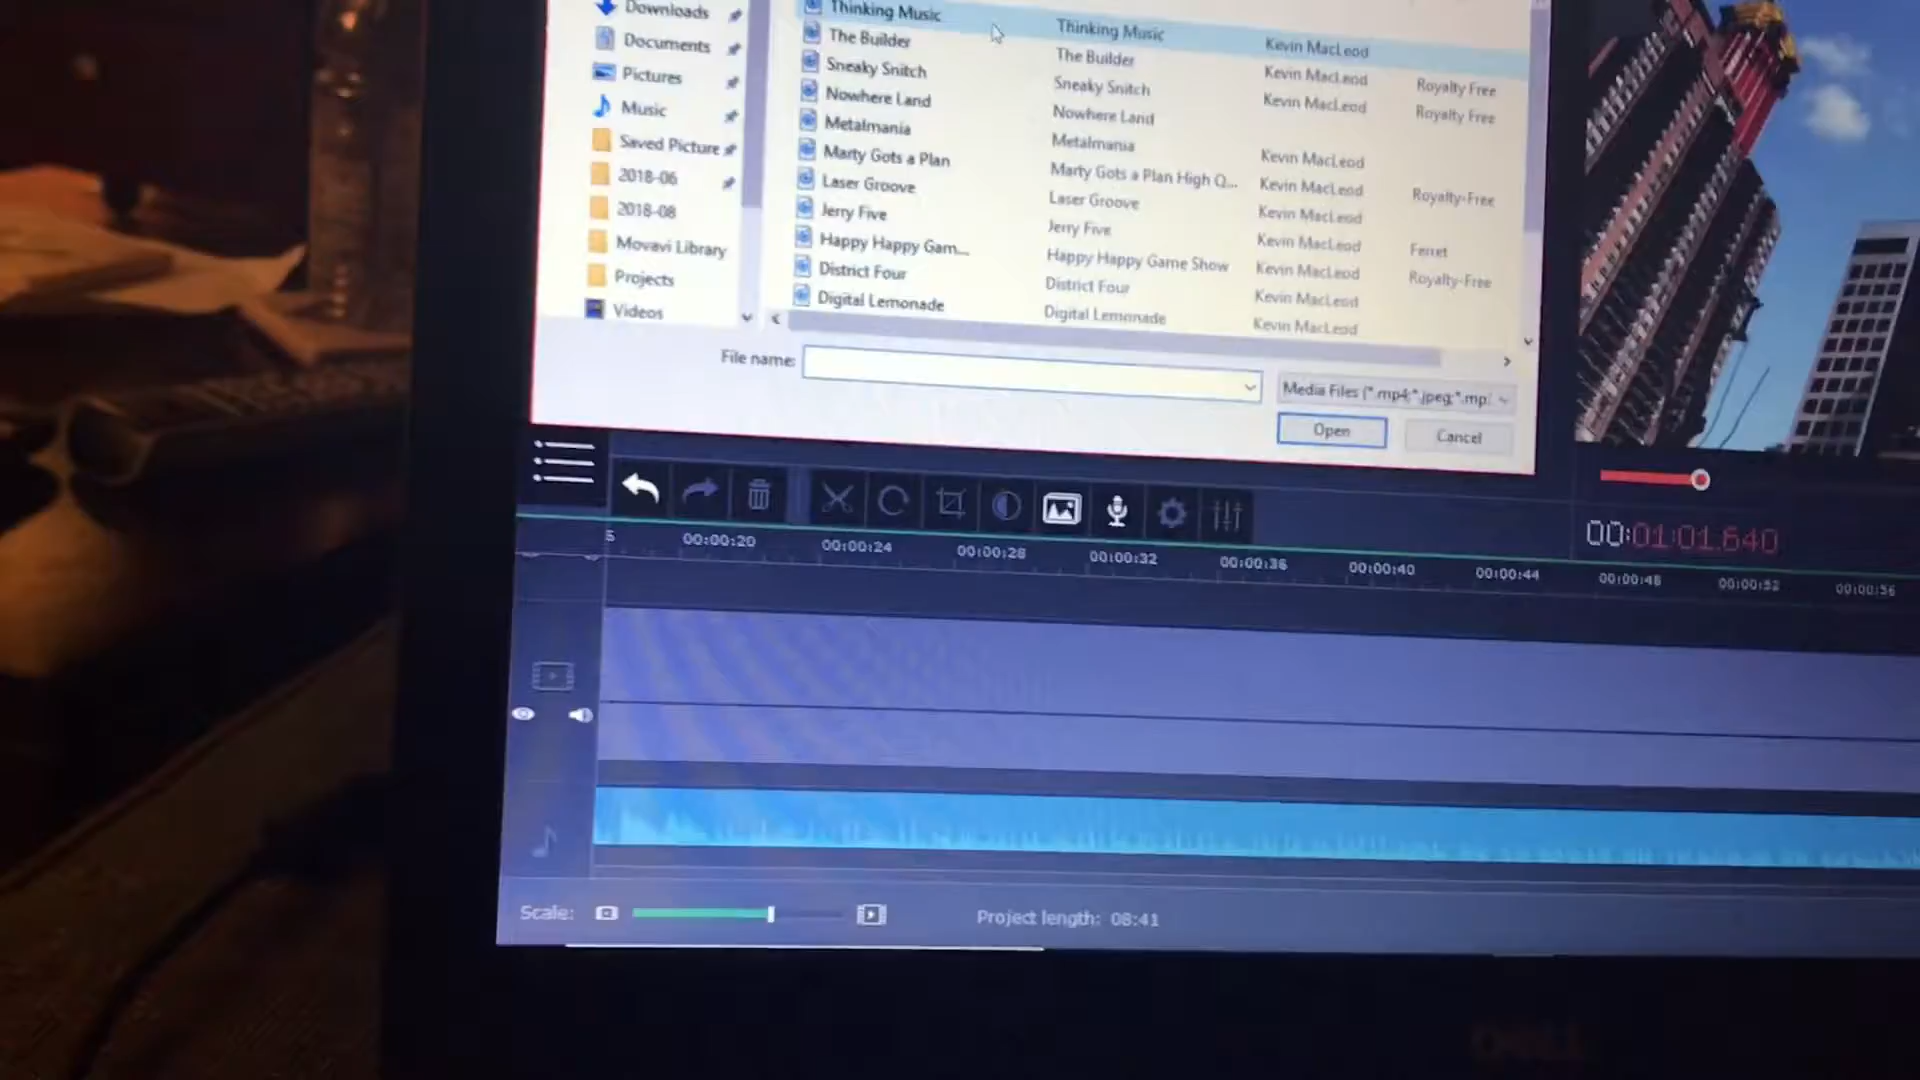 Downloads
Documents
Pictures
Music
Saved Picture
2018-06
2018-08
Movavi Library
Projects
Videos
Thinking Music Thinking Music Kevin MacLeod
The Builder The Builder Kevin MacLeod Royalty Free
Sneaky Snitch Sneaky Snitch Kevin MacLeod Royalty Free
Nowhere Land Nowhere Land
Metalmania Metalmania Kevin MacLeod
Marty Gots a Plan Marty Gots a Plan High Q... Kevin MacLeod Royalty-Free
Laser Groove Laser Groove Kevin MacLeod
Jerry Five Jerry Five Kevin MacLeod Ferret
Happy Happy Gam... Happy Happy Game Show Kevin MacLeod Royalty-Free
District Four District Four Kevin MacLeod
Digital Lemonade Digital Lemonade Kevin MacLeod
File name: Media Files (*.mp4;*.jpeg;*.mp
Open Cancel
00:01:01.640
5 00:00:20 00:00:24 00:00:28 00:00:32 00:00:36 00:00:40 00:00:44 00:00:48 00:00:52 00:00:56
Scale: Project length: 08:41
DELL